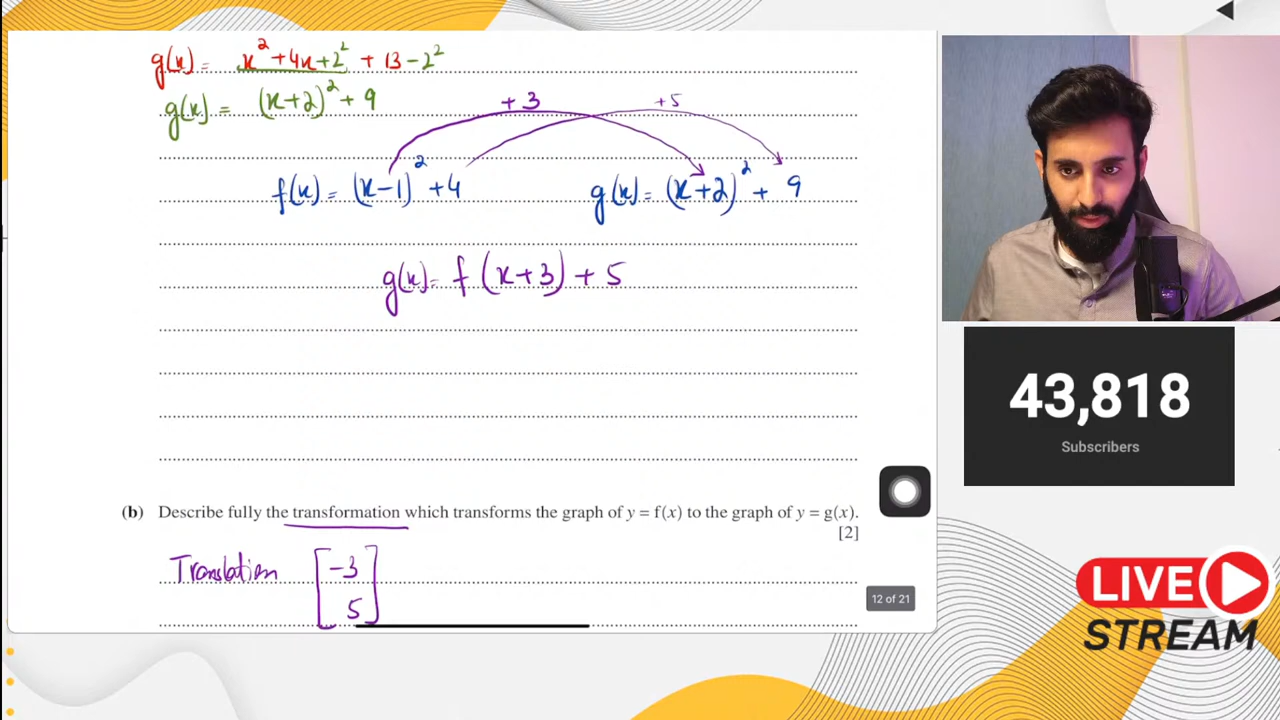 g(x) = x² + 4x + 2² + 13 - 2²
g(x) = (x+2)² + 9
+3
+5
f(x) = (x-1)² + 4
g(x) = (x+2)² + 9
g(x) = f(x+3) + 5
(b) Describe fully the transformation which transforms the graph of y = f(x) to the graph of y = g(x).
[2]
Translation [-3
5]
12 of 21
43,818
Subscribers
LIVE
STREAM